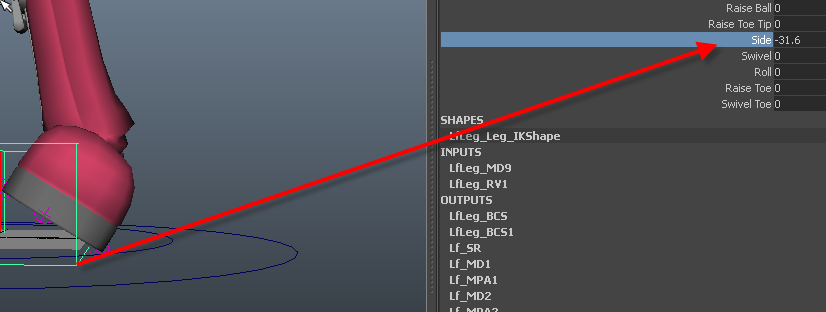 Raise Ball 0
Raise Toe Tip 0
Side -31.6
Swivel 0
Roll 0
Raise Toe 0
Swivel Toe 0
SHAPES
LfLeg_Leg_IKShape
INPUTS
LfLeg_MD9
LfLeg_RV1
OUTPUTS
LfLeg_BCS
LfLeg_BCS1
Lf_SR
Lf_MD1
Lf_MPA1
Lf_MD2
Lf_MPA2